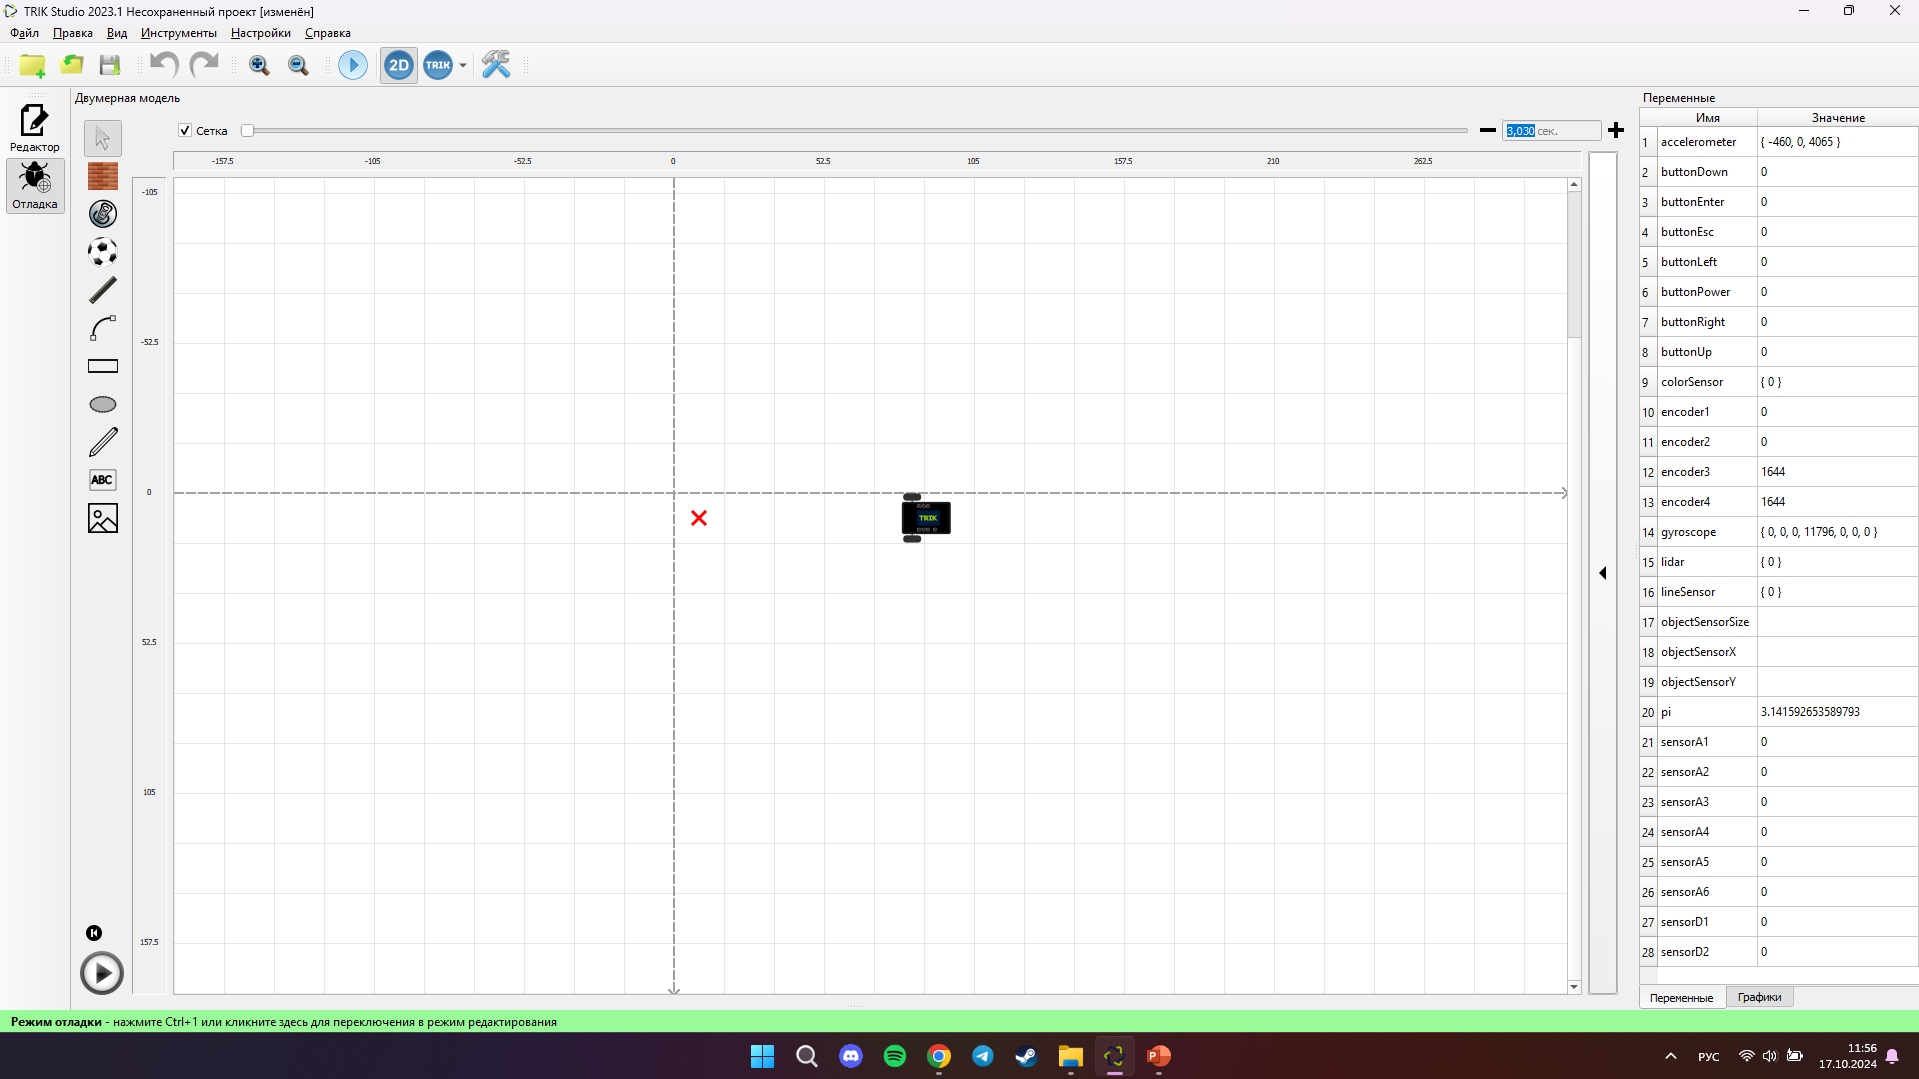 TRIK Studio 2023.1 Несохраненный проект [изменён]
Файл Правка Вид Инструменты Настройки Справка
2D TRIK
Двумерная модель
Редактор
Отладка
Сетка
3,030 сек.
-157.5 -105 -52.5 0 52.5 105 157.5 210 262.5
-105
-52.5
0
52.5
105
157.5
ABC
TRIK
Переменные
Имя Значение
1 accelerometer { -460, 0, 4065 }
2 buttonDown 0
3 buttonEnter 0
4 buttonEsc 0
5 buttonLeft 0
6 buttonPower 0
7 buttonRight 0
8 buttonUp 0
9 colorSensor { 0 }
10 encoder1 0
11 encoder2 0
12 encoder3 1644
13 encoder4 1644
14 gyroscope { 0, 0, 0, 11796, 0, 0, 0 }
15 lidar { 0 }
16 lineSensor { 0 }
17 objectSensorSize
18 objectSensorX
19 objectSensorY
20 pi 3.141592653589793
21 sensorA1 0
22 sensorA2 0
23 sensorA3 0
24 sensorA4 0
25 sensorA5 0
26 sensorA6 0
27 sensorD1 0
28 sensorD2 0
Переменные Графики
Режим отладки - нажмите Ctrl+1 или кликните здесь для переключения в режим редактирования
РУС
11:56
17.10.2024